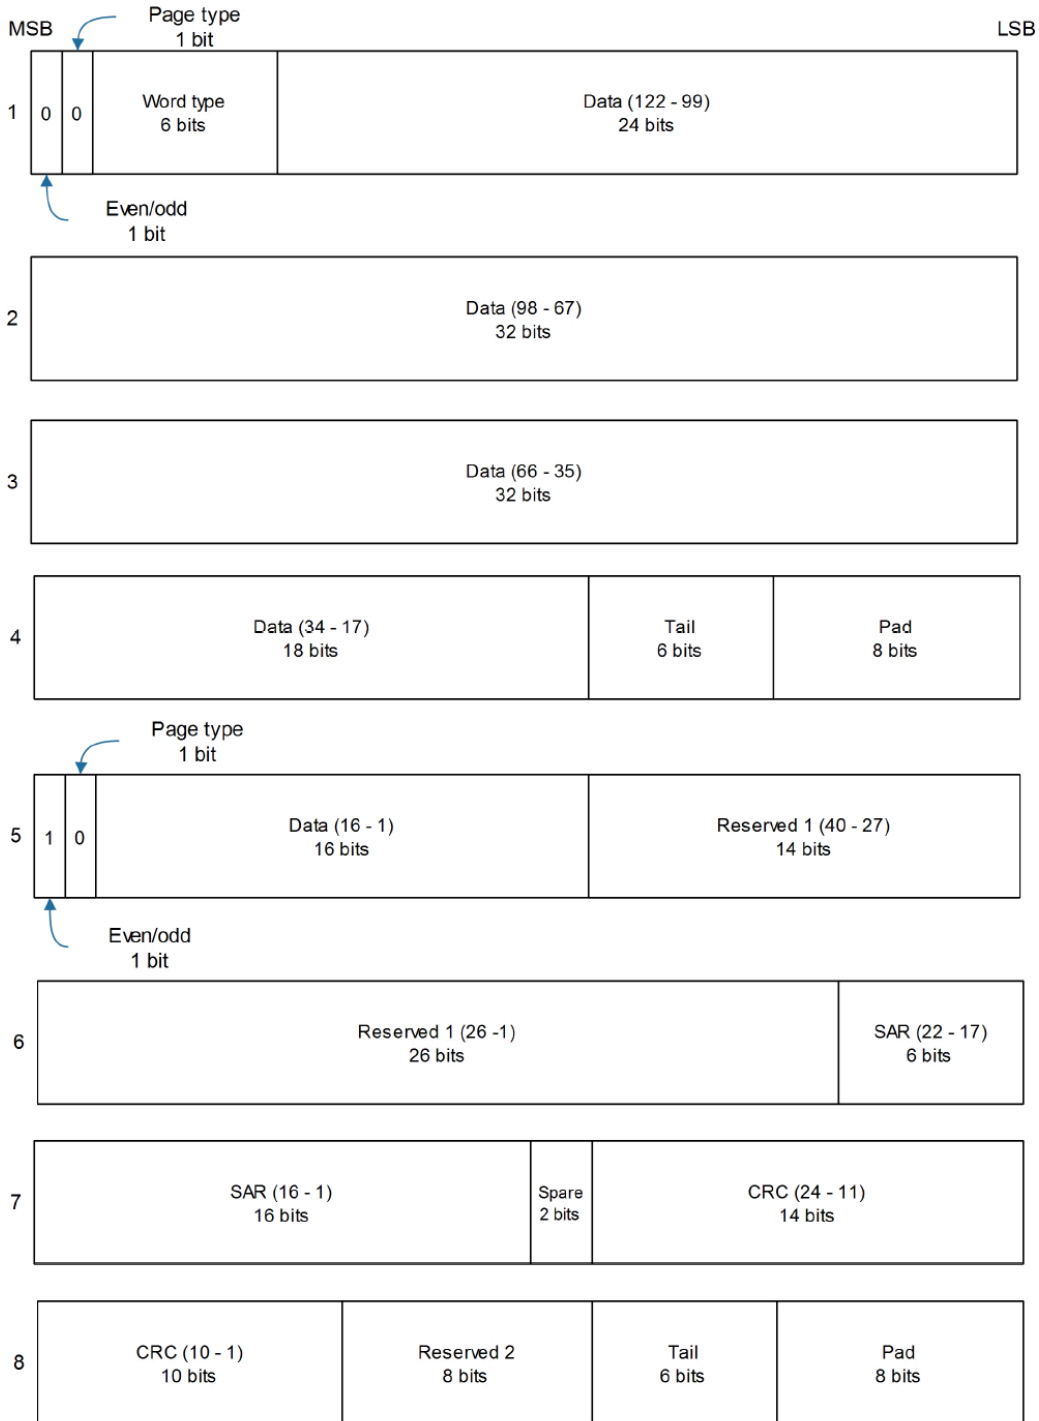 Page type
1 bit
MSB
LSB
1
0
0
Word type
6 bits
Data (122 - 99)
24 bits
Even/odd
1 bit
2
Data (98 - 67)
32 bits
3
Data (66 - 35)
32 bits
4
Data (34 - 17)
18 bits
Tail
6 bits
Pad
8 bits
Page type
1 bit
5
1
0
Data (16 - 1)
16 bits
Reserved 1 (40 - 27)
14 bits
Even/odd
1 bit
6
Reserved 1 (26 -1)
26 bits
SAR (22 - 17)
6 bits
7
SAR (16 - 1)
16 bits
Spare
2 bits
CRC (24 - 11)
14 bits
8
CRC (10 - 1)
10 bits
Reserved 2
8 bits
Tail
6 bits
Pad
8 bits